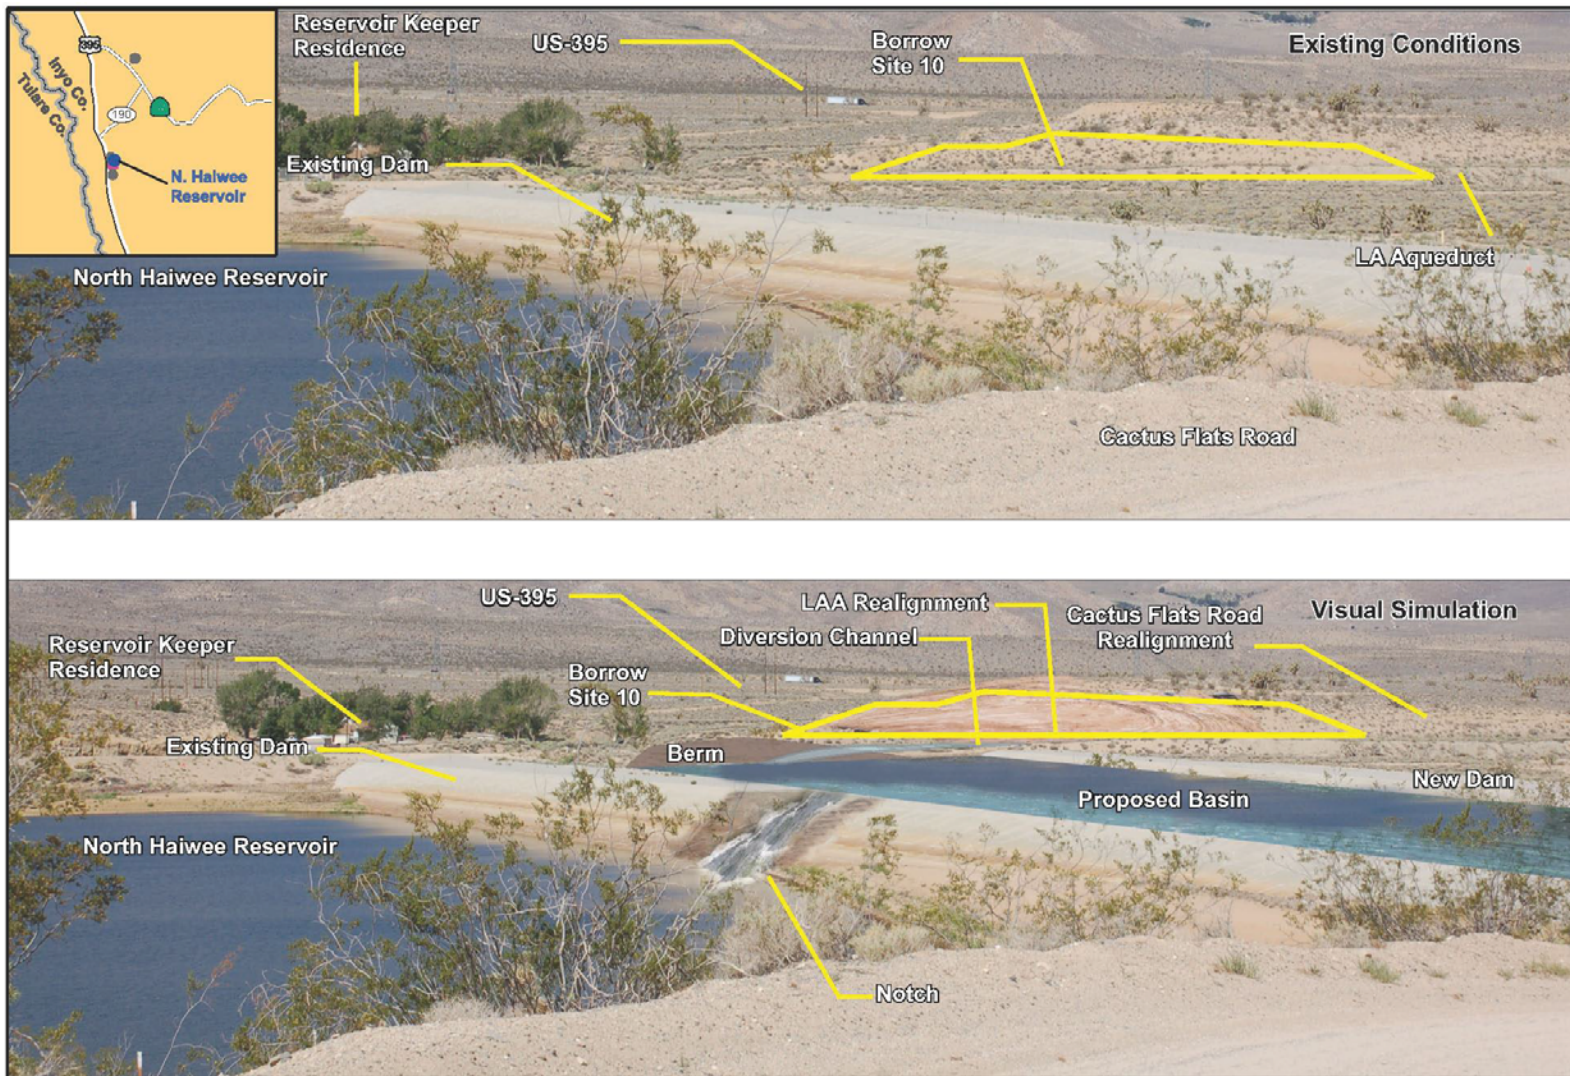 395
Inyo Co.
Tulare Co.
190
N. Haiwee
Reservoir
Reservoir Keeper
Residence
US-395
Borrow
Site 10
Existing Conditions
Existing Dam
LA Aqueduct
North Haiwee Reservoir
Cactus Flats Road
US-395
LAA Realignment
Diversion Channel
Cactus Flats Road
Realignment
Visual Simulation
Reservoir Keeper
Residence
Borrow
Site 10
Existing Dam
Berm
New Dam
Proposed Basin
North Haiwee Reservoir
Notch